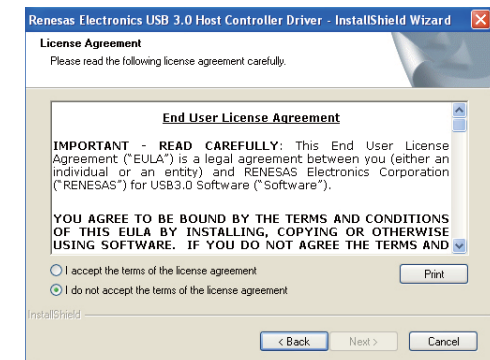 Renesas Electronics USB 3.0 Host Controller Driver - InstallShield Wizard
License Agreement
Please read the following license agreement carefully.
End User License Agreement
IMPORTANT - READ CAREFULLY: This End User License
Agreement ("EULA") is a legal agreement between you (either an
individual or an entity) and RENESAS Electronics Corporation
("RENESAS") for USB3.0 Software ("Software").
YOU AGREE TO BE BOUND BY THE TERMS AND CONDITIONS
OF THIS EULA BY INSTALLING, COPYING OR OTHERWISE
USING SOFTWARE. IF YOU DO NOT AGREE THE TERMS AND
I accept the terms of the license agreement
Print
I do not accept the terms of the license agreement
InstallShield
< Back
Next >
Cancel